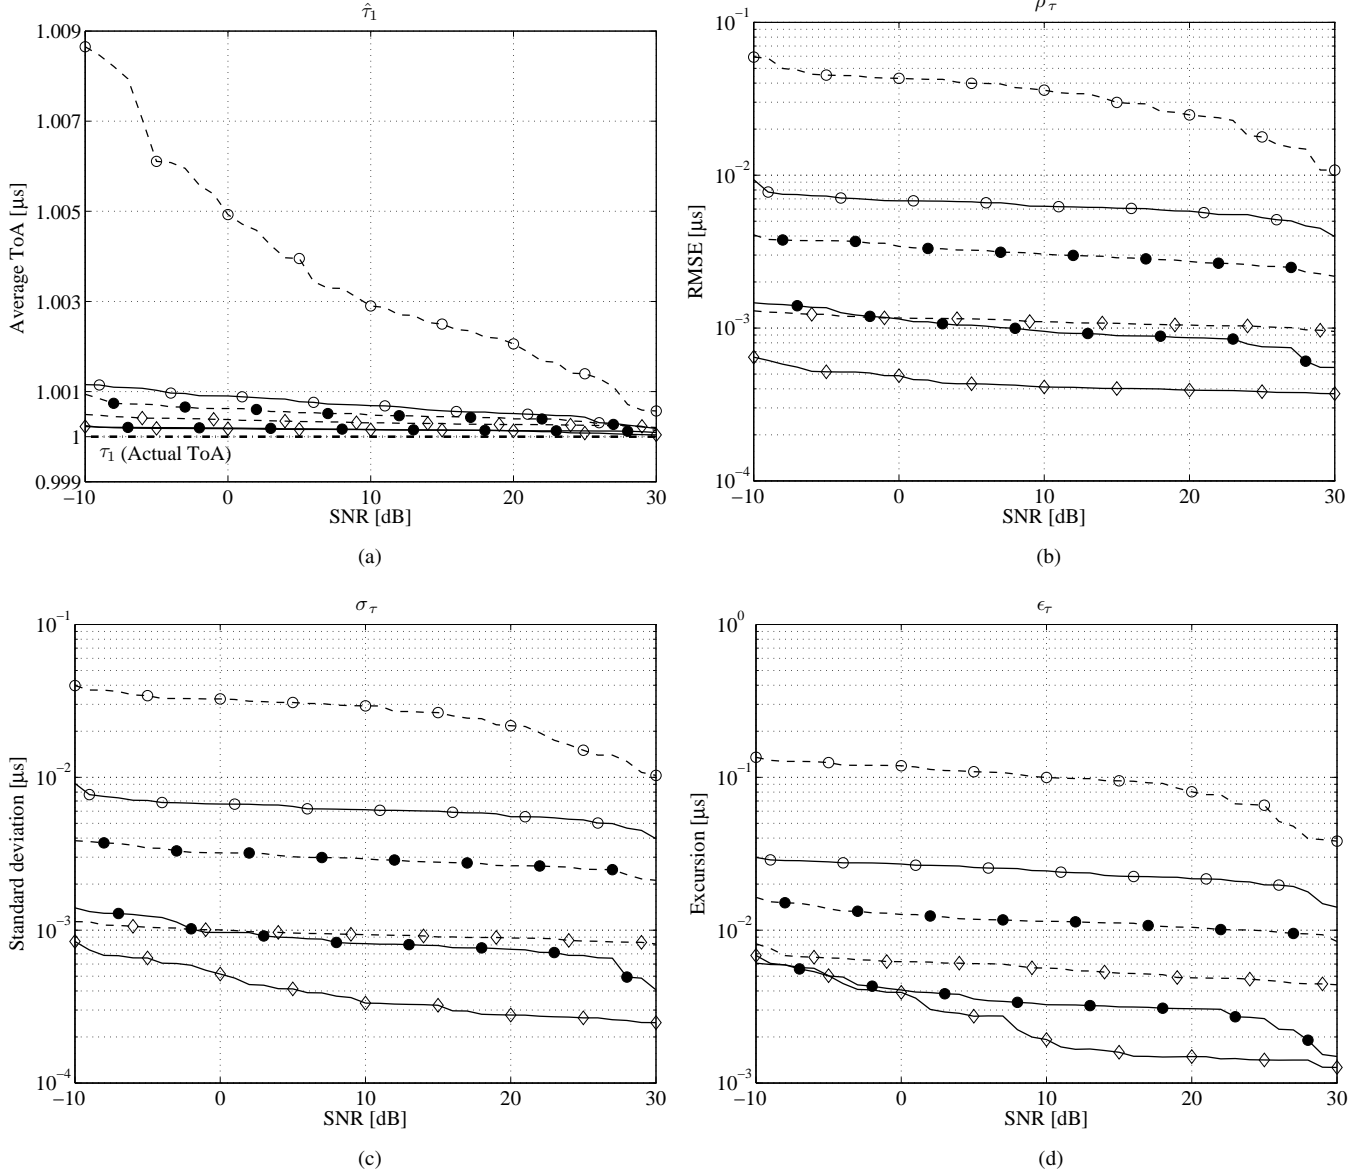 τ̂₁
1.009
1.007
1.005
1.003
1.001
1
0.999
Average ToA [µs]
τ₁ (Actual ToA)
−10 0 10 20 30
SNR [dB]
(a)
ρ_τ
10⁻¹
10⁻²
10⁻³
10⁻⁴
RMSE [µs]
−10 0 10 20 30
SNR [dB]
(b)
σ_τ
10⁻¹
10⁻²
10⁻³
10⁻⁴
Standard deviation [µs]
−10 0 10 20 30
SNR [dB]
(c)
ϵ_τ
10⁰
10⁻¹
10⁻²
10⁻³
Excursion [µs]
−10 0 10 20 30
SNR [dB]
(d)